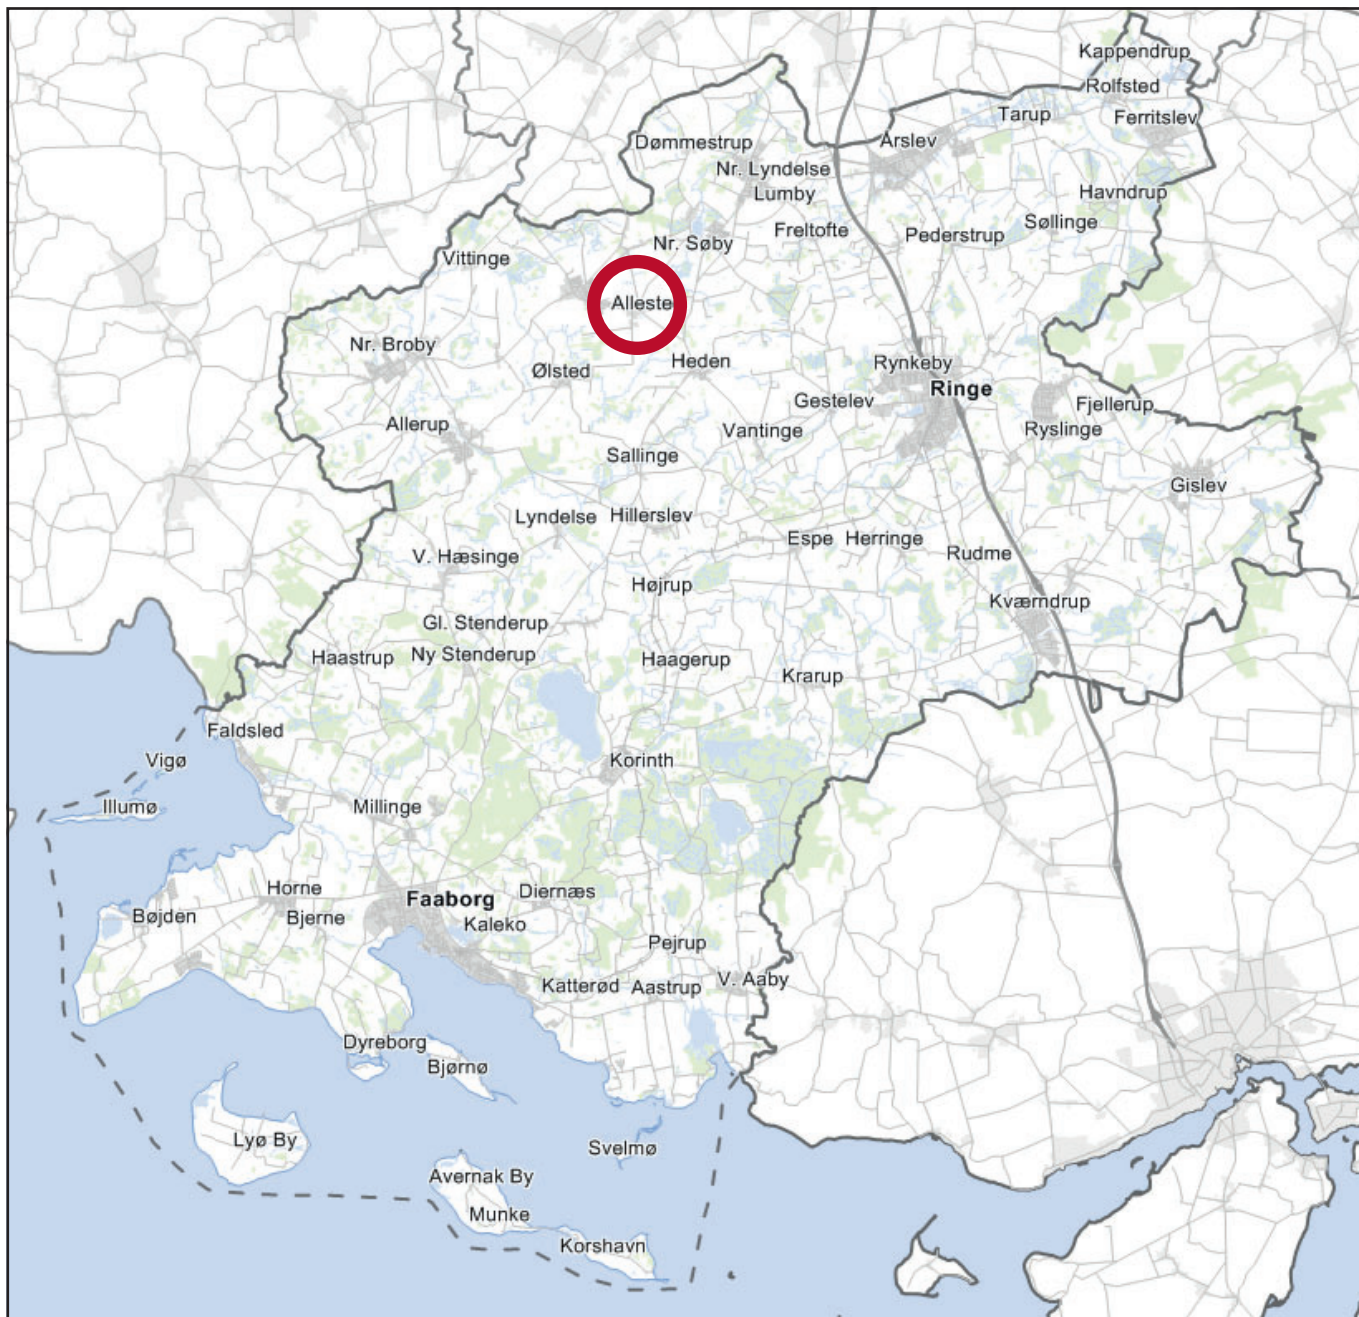 Kappendrup
Rolfsted
Tarup
Ferritslev
Dømmestrup
Årslev
Nr. Lyndelse
Lumby
Havndrup
Søllinge
Freltofte
Pederstrup
Nr. Søby
Vittinge
Alleste
Nr. Broby
Ølsted
Heden
Rynkeby
Ringe
Gestelev
Fjellerup
Allerup
Vantinge
Ryslinge
Sallinge
Gislev
Lyndelse
Hillerslev
Espe
Herringe
Rudme
V. Hæsinge
Højrup
Kværndrup
Gl. Stenderup
Haastrup
Ny Stenderup
Haagerup
Krarup
Faldsled
Vigø
Korinth
Illumø
Millinge
Horne
Diernæs
Faaborg
Bøjden
Bjerne
Kaleko
Pejrup
Katterød
Aastrup
V. Aaby
Dyreborg
Bjørnø
Lyø By
Svelmø
Avernak By
Munke
Korshavn